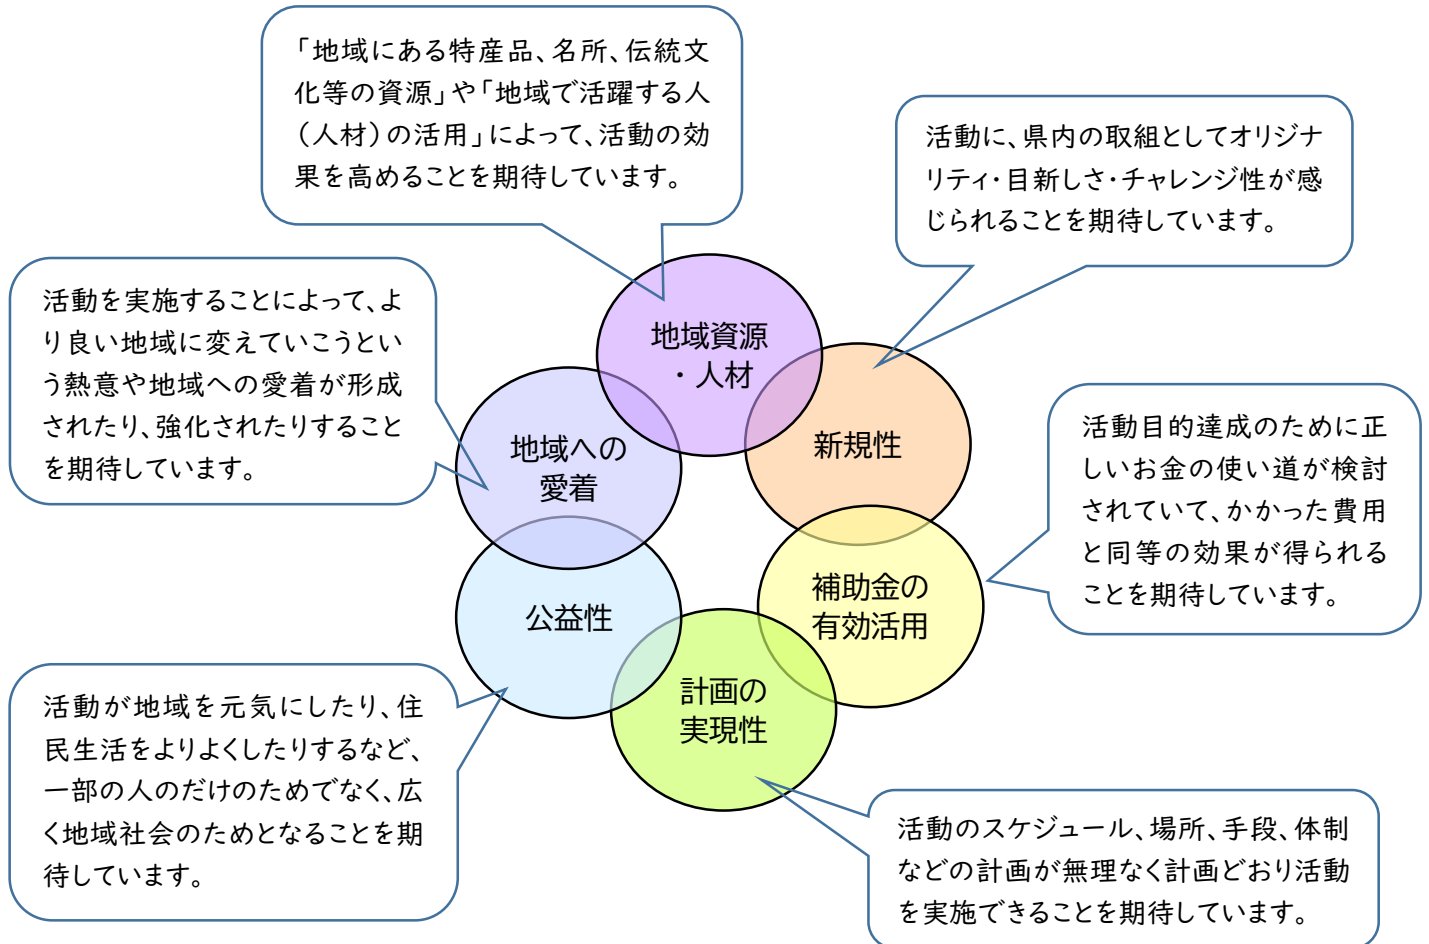 「地域にある特産品、名所、伝統文
化等の資源」や「地域で活躍する人
(人材)の活用」によって、活動の効
果を高めることを期待しています。
活動に、県内の取組としてオリジナ
リティ・目新しさ・チャレンジ性が感
じられることを期待しています。
活動を実施することによって、よ
り良い地域に変えていこうとい
う熱意や地域への愛着が形成
されたり、強化されたりすること
を期待しています。
地域資源
・人材
新規性
地域への
愛着
活動目的達成のために正
しいお金の使い道が検討
されていて、かかった費用
と同等の効果が得られる
ことを期待しています。
補助金の
有効活用
公益性
計画の
実現性
活動が地域を元気にしたり、住
民生活をよりよくしたりするなど、
一部の人のだけのためでなく、広
く地域社会のためとなることを期
待しています。
活動のスケジュール、場所、手段、体制
などの計画が無理なく計画どおり活動
を実施できることを期待しています。